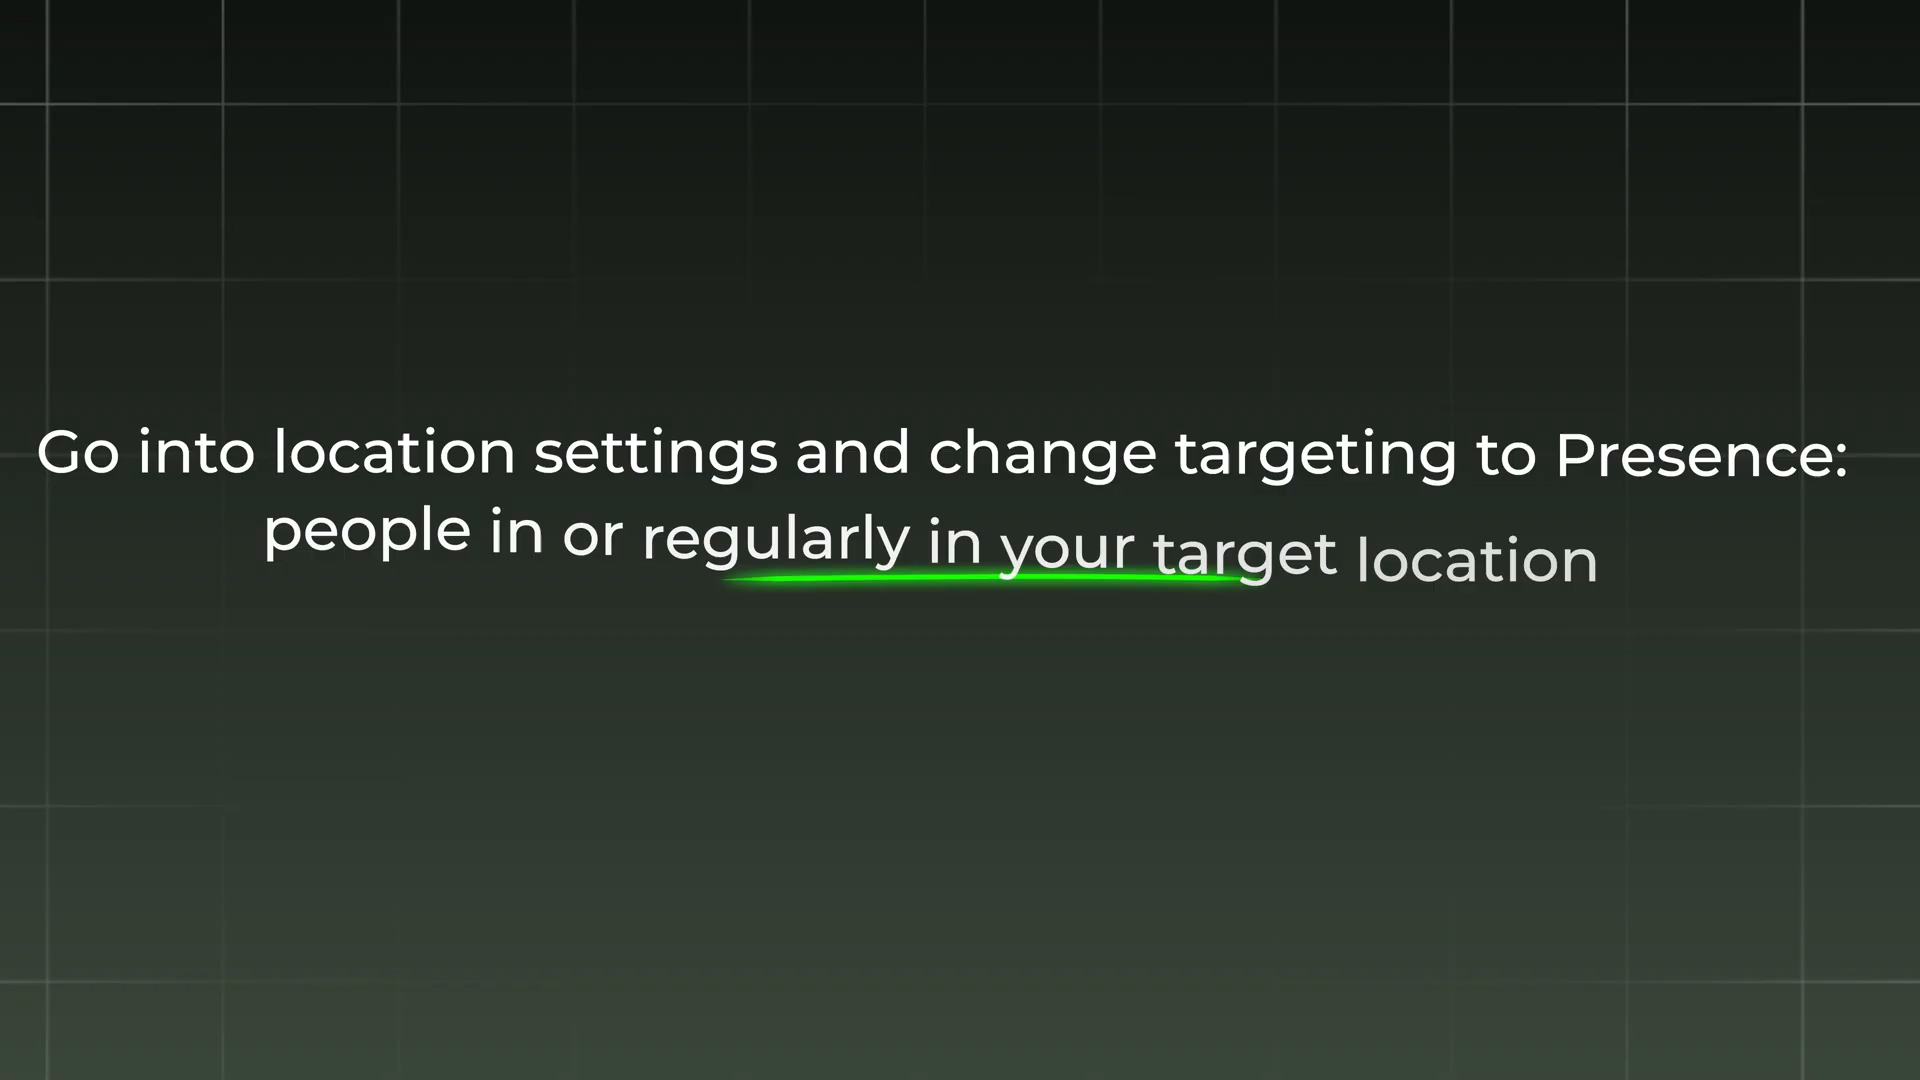 Go into location settings and change targeting to Presence:
people in or regularly in your target location